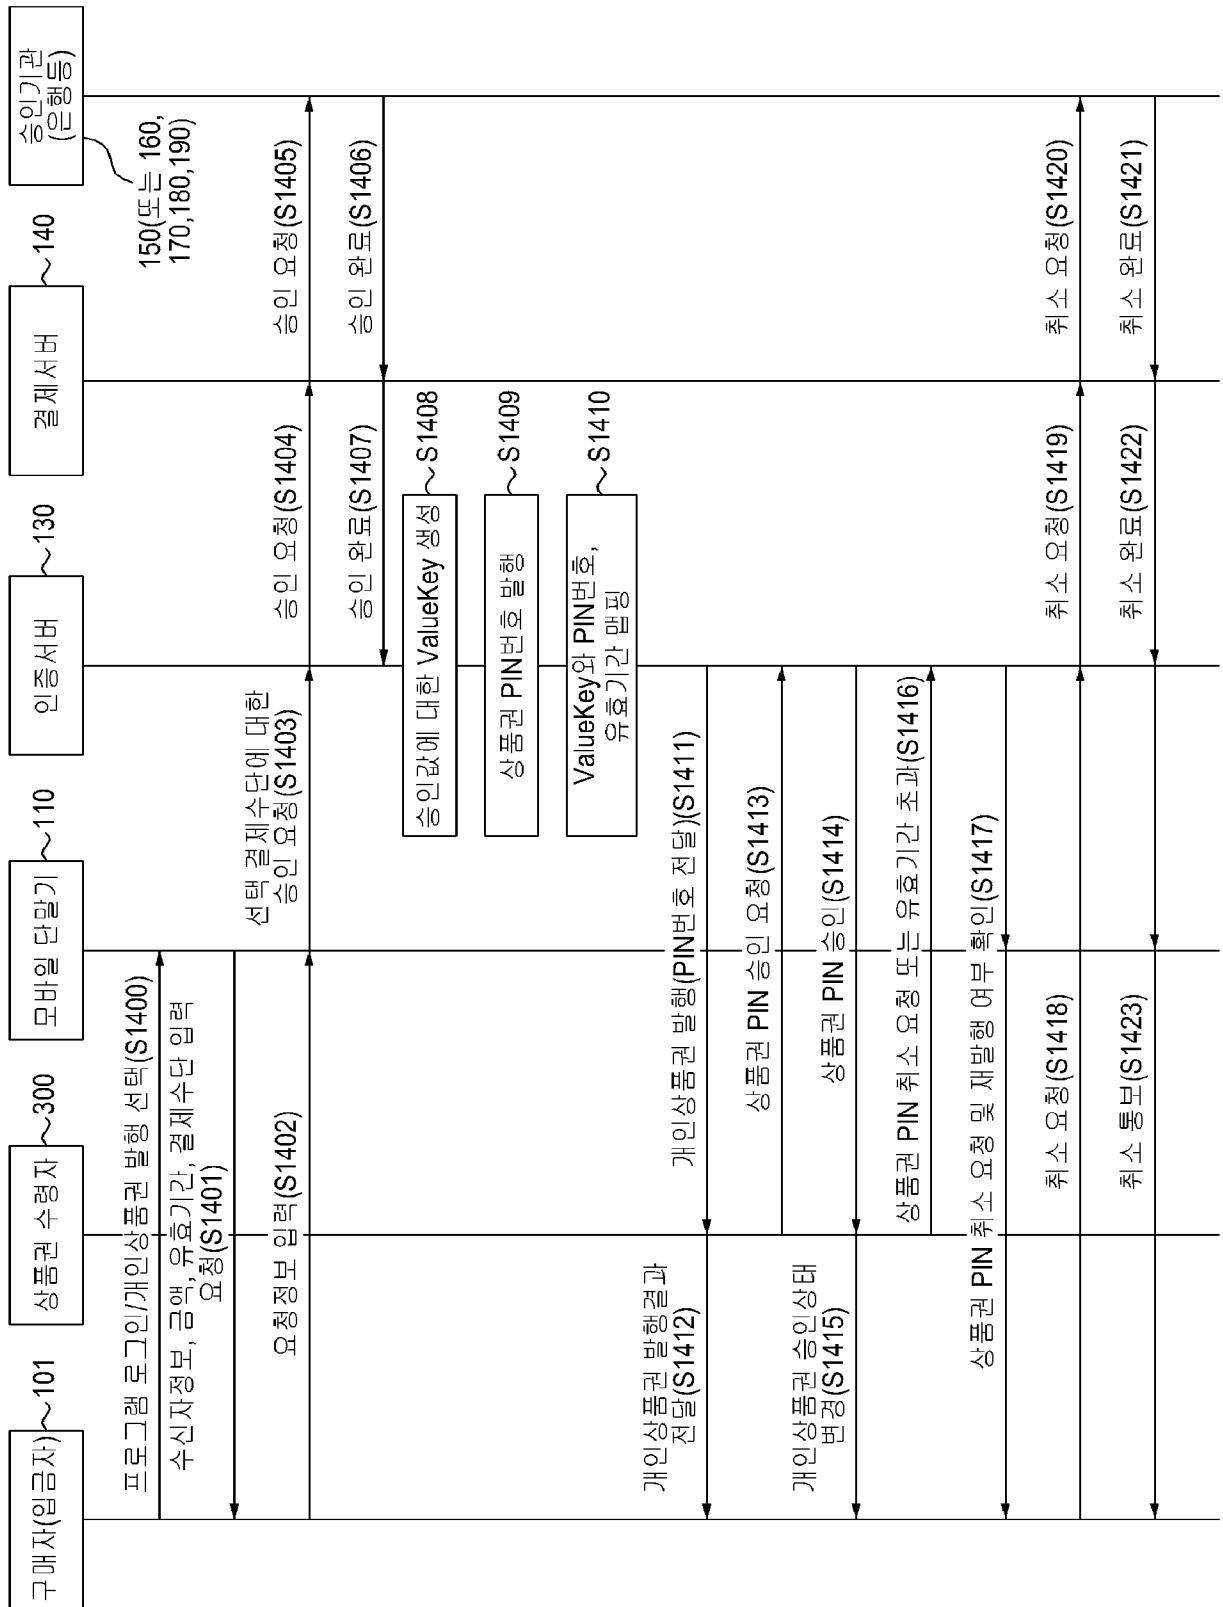 구매자(입금자)
101
상품권 수령자
300
모바일 단말기
110
인증서버
130
결제서버
140
승인기관
(은행등)
150(또는 160,
170,180,190)
프로그램 로그인/개인상품권 발행 선택(S1400)
수신자정보, 금액, 유효기간, 결제수단 입력
요청(S1401)
요청정보 입력(S1402)
선택 결제수단에 대한
승인 요청(S1403)
승인 요청(S1404)
승인 요청(S1405)
승인 완료(S1406)
승인 완료(S1407)
승인값에 대한 ValueKey 생성
S1408
상품권 PIN번호 발행
S1409
ValueKey와 PIN번호,
유효기간 맵핑
S1410
개인상품권 발행(PIN번호 전달)(S1411)
개인상품권 발행결과
전달(S1412)
상품권 PIN 승인 요청(S1413)
상품권 PIN 승인(S1414)
개인상품권 승인상태
변경(S1415)
상품권 PIN 취소 요청 또는 유효기간 초과(S1416)
상품권 PIN 취소 요청 및 재발행 여부 확인(S1417)
취소 요청(S1418)
취소 요청(S1419)
취소 요청(S1420)
취소 완료(S1421)
취소 완료(S1422)
취소 통보(S1423)